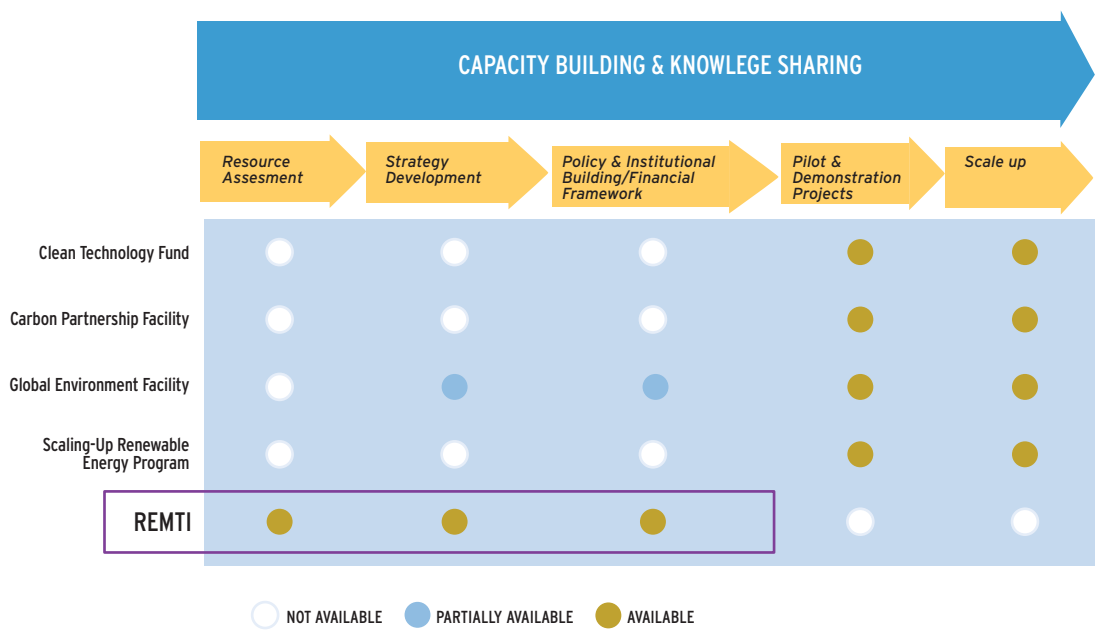 CAPACITY BUILDING & KNOWLEGE SHARING
Resource
Assesment
Strategy
Development
Policy & Institutional
Building/Financial
Framework
Pilot &
Demonstration
Projects
Scale up
Clean Technology Fund
Carbon Partnership Facility
Global Environment Facility
Scaling-Up Renewable
Energy Program
REMTI
NOT AVAILABLE
PARTIALLY AVAILABLE
AVAILABLE